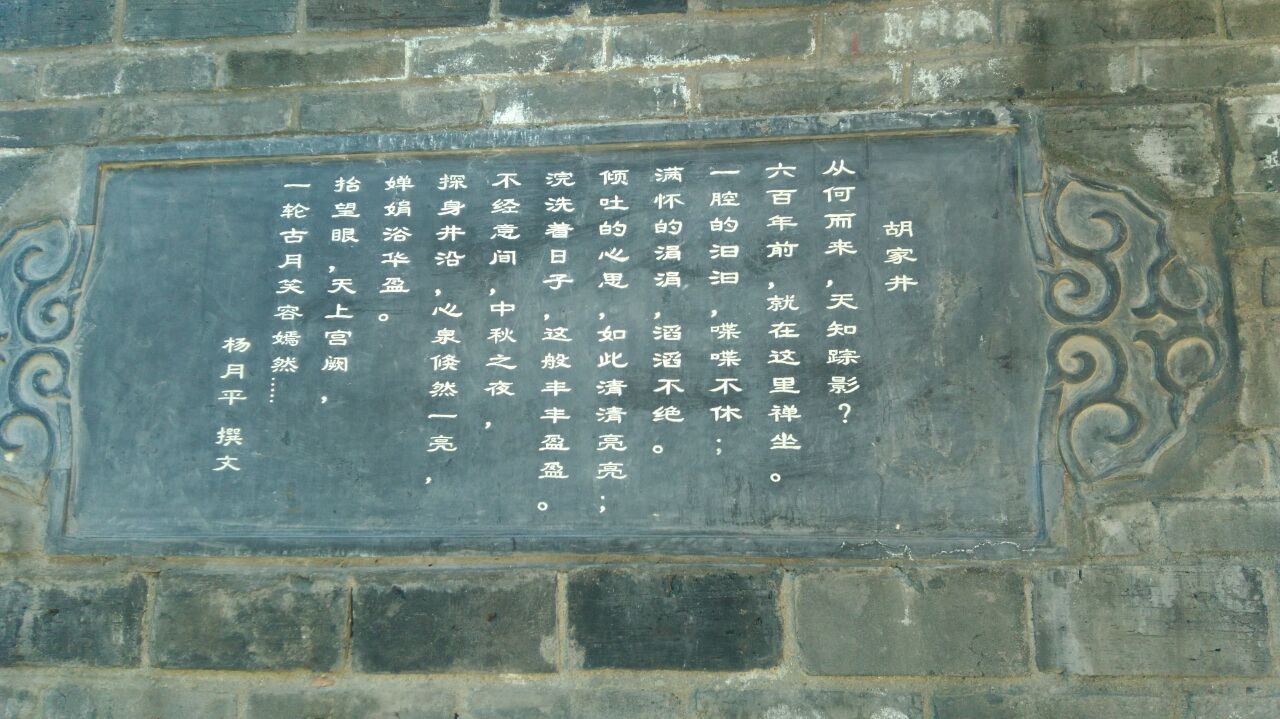 胡家井
从何而来,天知踪影?
六百年前,就在这里禅坐。
一腔的汩汩,喋喋不休;
满怀的涓涓,滔滔不绝。
倾吐的心思,如此清清亮亮;
浣洗着日子,这般丰丰盈盈。
不经意间,中秋之夜,
探身井沿,心泉倏然一亮,
婵娟浴华盈。
抬望眼,天上宫阙,
一轮古月笑容嫣然……
杨月平 撰文